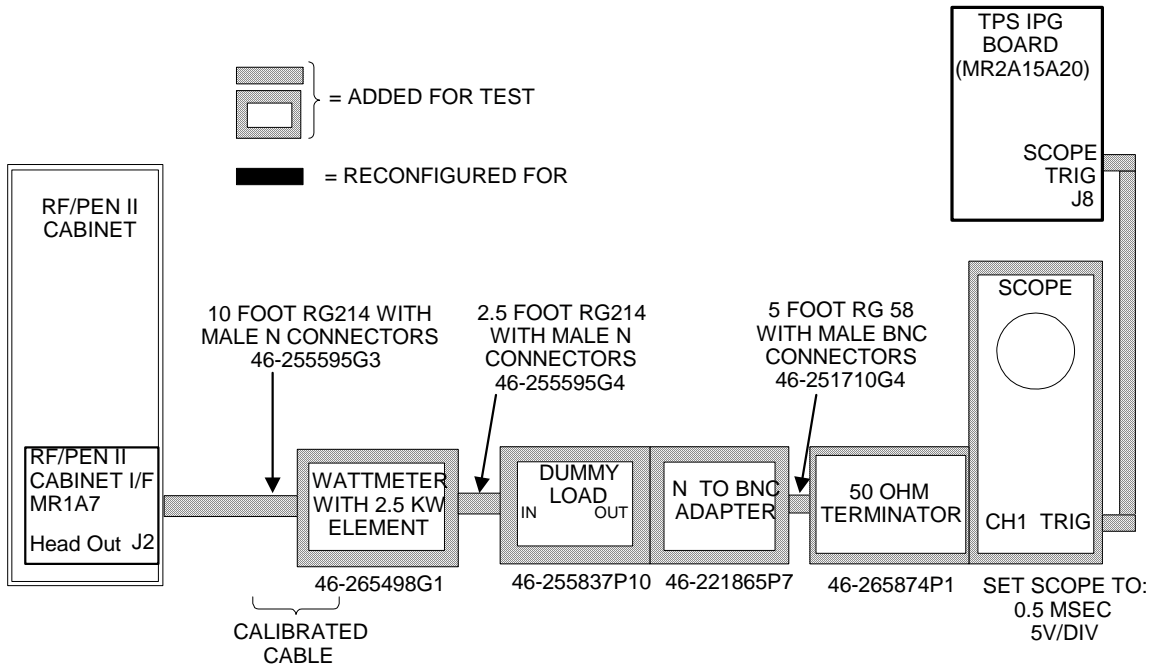 TPS IPG
BOARD
(MR2A15A20)
SCOPE
TRIG
J8
= ADDED FOR TEST
= RECONFIGURED FOR
RF/PEN II
CABINET
10 FOOT RG214 WITH
MALE N CONNECTORS
46-255595G3
2.5 FOOT RG214
WITH MALE N
CONNECTORS
46-255595G4
5 FOOT RG 58
WITH MALE BNC
CONNECTORS
46-251710G4
SCOPE
RF/PEN II
CABINET I/F
MR1A7
Head Out J2
WATTMETER
WITH 2.5 KW
ELEMENT
DUMMY
LOAD
IN OUT
N TO BNC
ADAPTER
50 OHM
TERMINATOR
CH1 TRIG
46-265498G1
46-255837P10
46-221865P7
46-265874P1
SET SCOPE TO:
0.5 MSEC
5V/DIV
CALIBRATED
CABLE